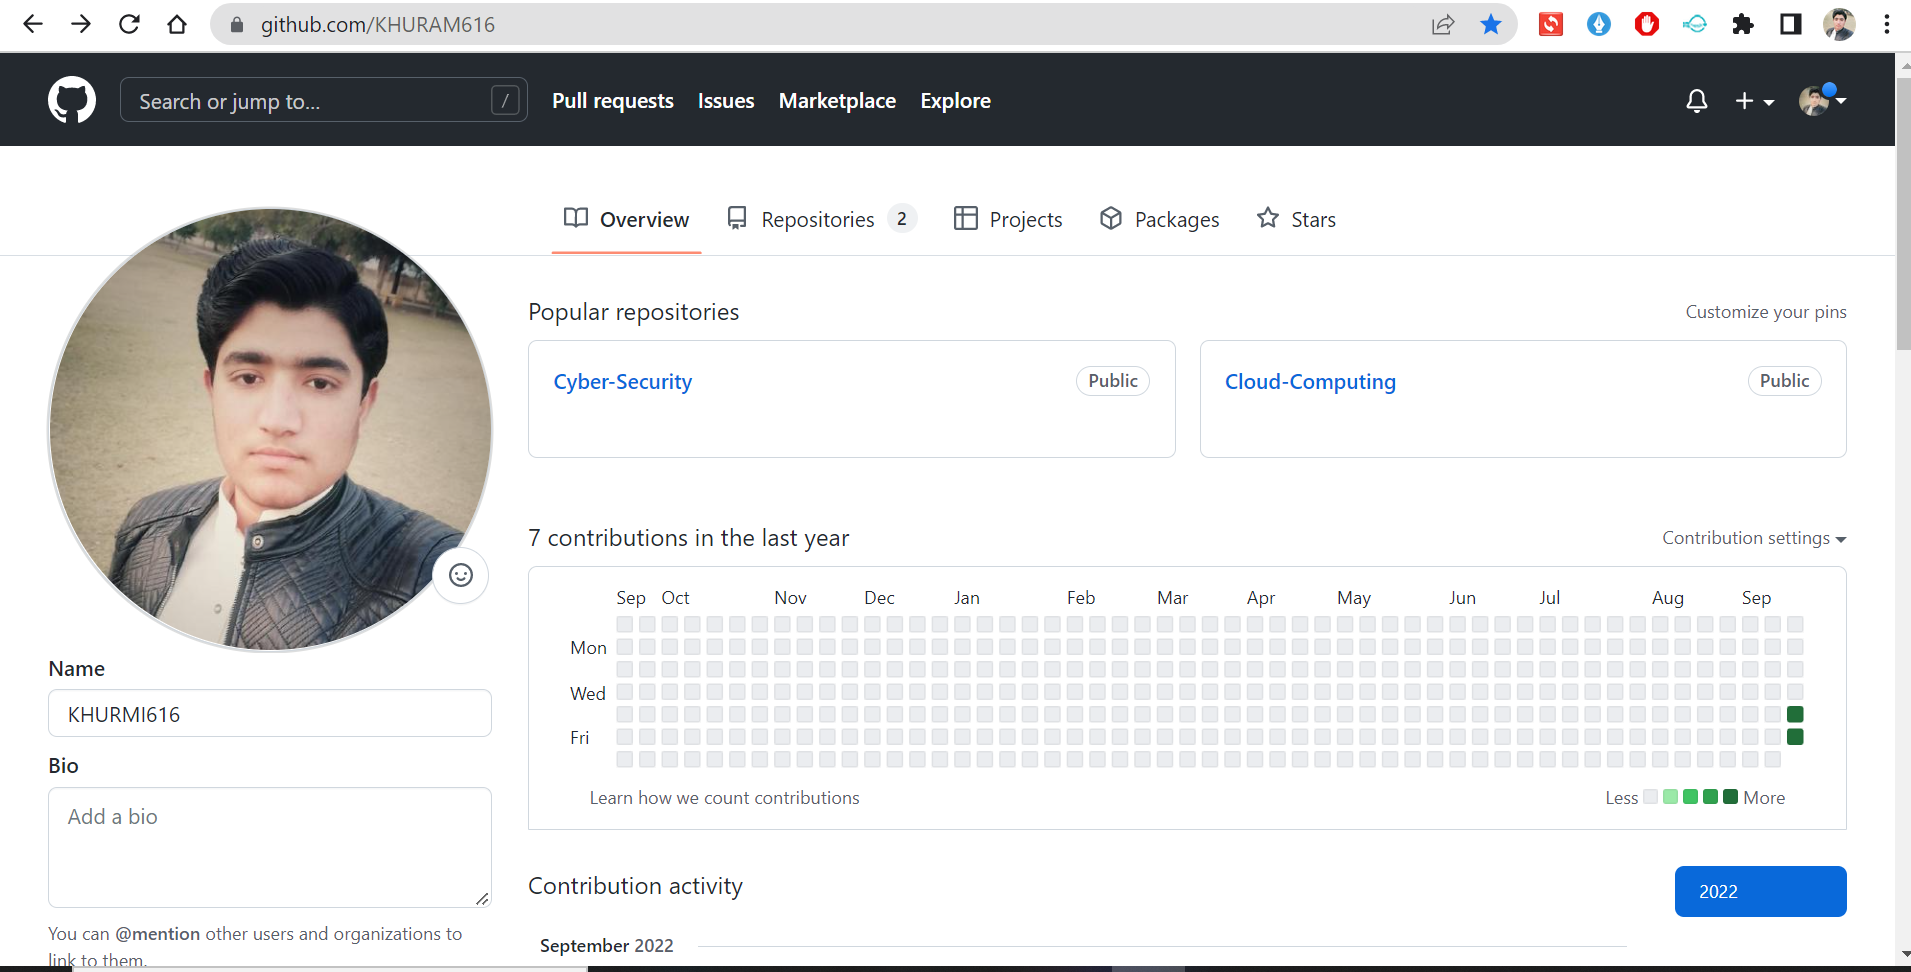 github.com/KHURAM616
Search or jump to... /
Pull requests Issues Marketplace Explore
Overview Repositories 2 Projects Packages Stars
Popular repositories Customize your pins
Cyber-Security Public Cloud-Computing Public
7 contributions in the last year Contribution settings
Sep Oct Nov Dec Jan Feb Mar Apr May Jun Jul Aug Sep
Mon
Wed
Fri
Learn how we count contributions Less More
Name
KHURMI616
Bio
Add a bio
You can @mention other users and organizations to
link to them.
Contribution activity
2022
September 2022